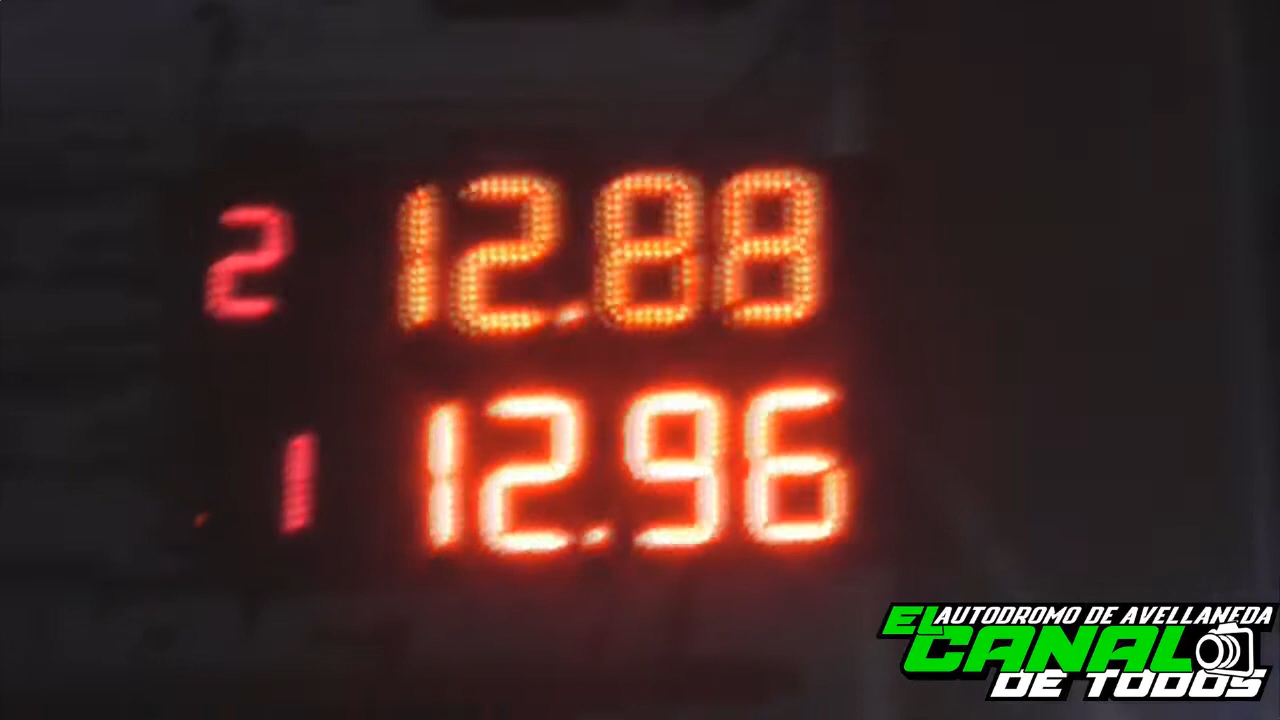 2 12.88
1 12.96
EL AUTODROMO DE AVELLANEDA
CANAL
DE TODOS